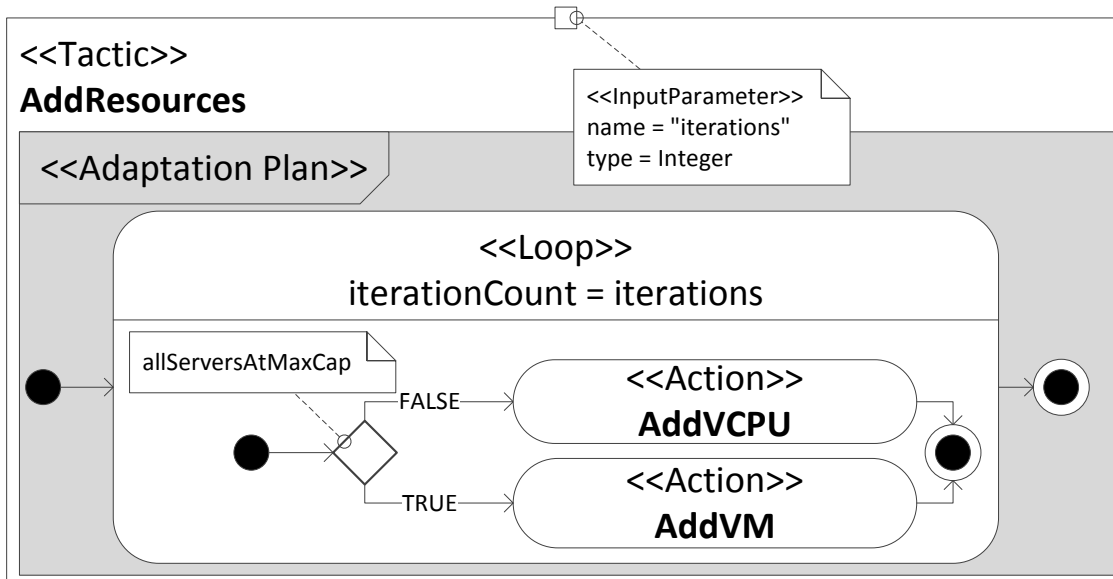 <<Tactic>>
AddResources
<<InputParameter>>
name = "iterations"
type = Integer
<<Adaptation Plan>>
<<Loop>>
iterationCount = iterations
allServersAtMaxCap
FALSE
<<Action>>
AddVCPU
TRUE
<<Action>>
AddVM